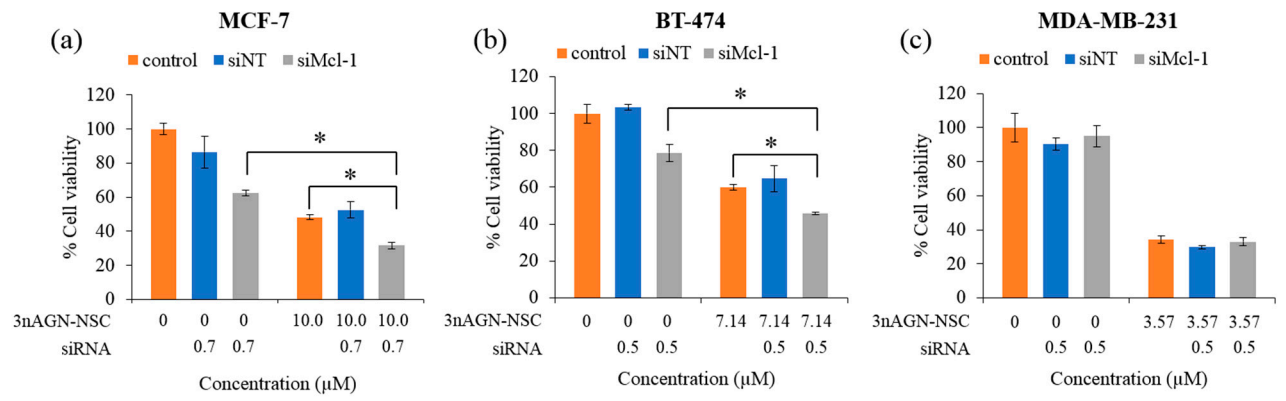 MCF-7
(a)
control siNT siMcl-1
120
100
80
60
40
20
0
% Cell viability
*
*
3nAGN-NSC 0 0 0 10.0 10.0 10.0
siRNA 0.7 0.7 0.7 0.7
Concentration (µM)
BT-474
(b)
control siNT siMcl-1
120
100
80
60
40
20
0
% Cell viability
*
*
3nAGN-NSC 0 0 0 7.14 7.14 7.14
siRNA 0.5 0.5 0.5 0.5
Concentration (µM)
MDA-MB-231
(c)
control siNT siMcl-1
120
100
80
60
40
20
0
% Cell viability
3nAGN-NSC 0 0 0 3.57 3.57 3.57
siRNA 0.5 0.5 0.5 0.5
Concentration (µM)